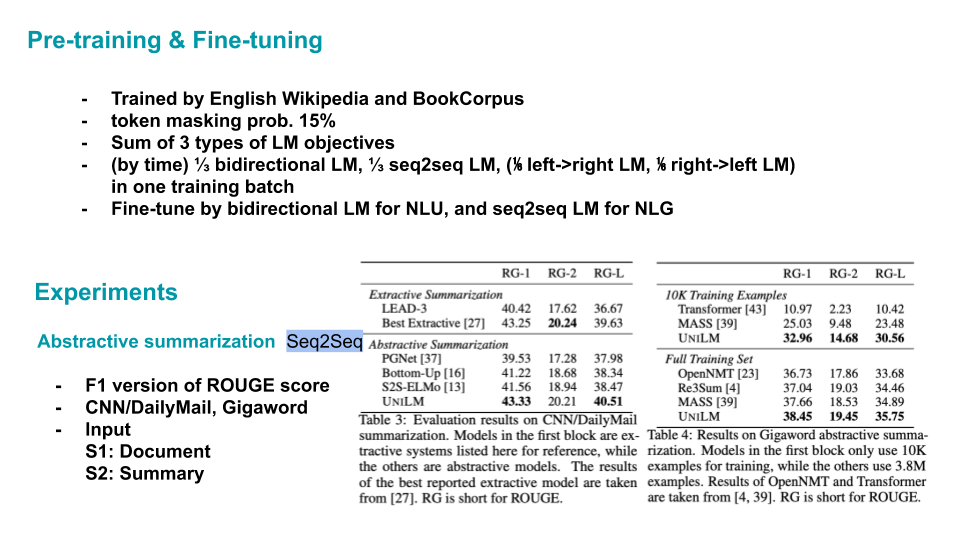 Pre-training & Fine-tuning
- Trained by English Wikipedia and BookCorpus
- token masking prob. 15%
- Sum of 3 types of LM objectives
- (by time) ⅓ bidirectional LM, ⅓ seq2seq LM, (⅙ left->right LM, ⅙ right->left LM)
in one training batch
- Fine-tune by bidirectional LM for NLU, and seq2seq LM for NLG
Experiments
Abstractive summarization Seq2Seq
- F1 version of ROUGE score
- CNN/DailyMail, Gigaword
- Input
S1: Document
S2: Summary
RG-1 RG-2 RG-L
Extractive Summarization
LEAD-3 40.42 17.62 36.67
Best Extractive [27] 43.25 20.24 39.63
Abstractive Summarization
PGNet [37] 39.53 17.28 37.98
Bottom-Up [16] 41.22 18.68 38.34
S2S-ELMo [13] 41.56 18.94 38.47
UNILM 43.33 20.21 40.51
Table 3: Evaluation results on CNN/DailyMail
summarization. Models in the first block are ex-
tractive systems listed here for reference, while
the others are abstractive models. The results
of the best reported extractive model are taken
from [27]. RG is short for ROUGE.
RG-1 RG-2 RG-L
10K Training Examples
Transformer [43] 10.97 2.23 10.42
MASS [39] 25.03 9.48 23.48
UNILM 32.96 14.68 30.56
Full Training Set
OpenNMT [23] 36.73 17.86 33.68
Re3Sum [4] 37.04 19.03 34.46
MASS [39] 37.66 18.53 34.89
UNILM 38.45 19.45 35.75
Table 4: Results on Gigaword abstractive summa-
rization. Models in the first block only use 10K
examples for training, while the others use 3.8M
examples. Results of OpenNMT and Transformer
are taken from [4, 39]. RG is short for ROUGE.